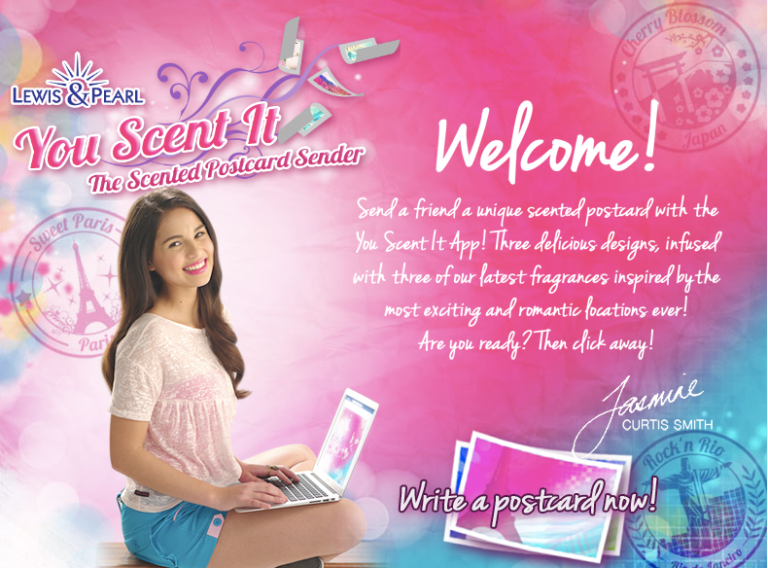 LEWIS & PEARL
You Scent It
The Scented Postcard Sender
Cherry Blossom
Japan
Welcome!
Send a friend a unique scented postcard with the
You Scent It App! Three delicious designs, infused
with three of our latest fragrances inspired by the
most exciting and romantic locations ever!
Are you ready? Then click away!
Sweet Paris
Paris
Jasmine
CURTIS SMITH
Write a postcard now!
Rock'n Rio
Rio de Janeiro